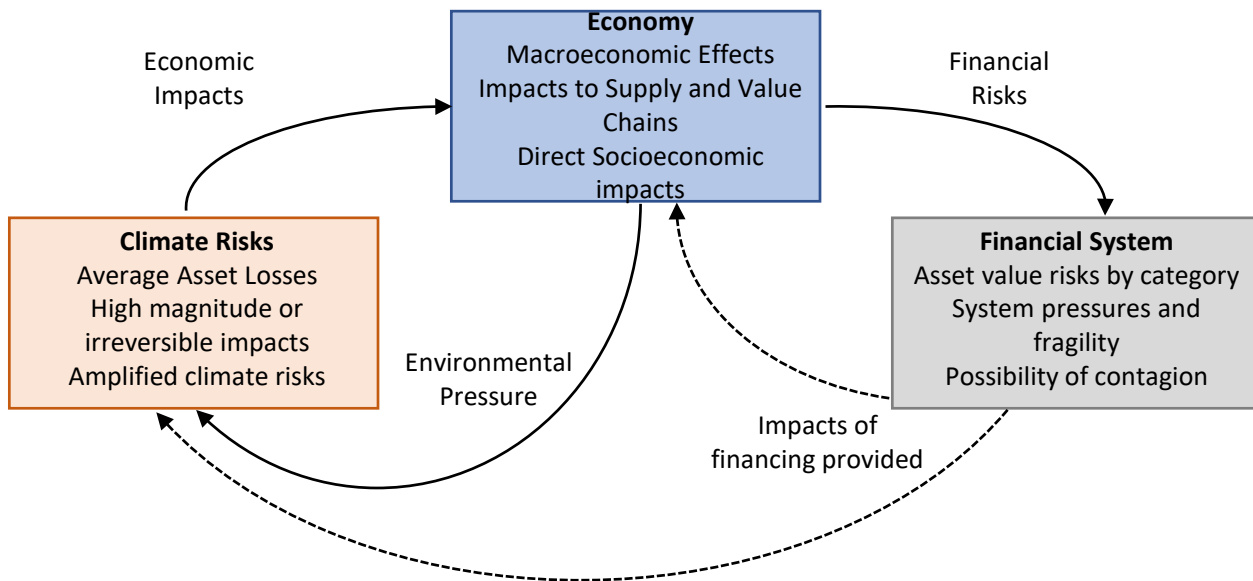 Economy
Macroeconomic Effects
Impacts to Supply and Value
Chains
Direct Socioeconomic
impacts
Economic
Impacts
Financial
Risks
Climate Risks
Average Asset Losses
High magnitude or
irreversible impacts
Amplified climate risks
Financial System
Asset value risks by category
System pressures and
fragility
Possibility of contagion
Environmental
Pressure
Impacts of
financing provided